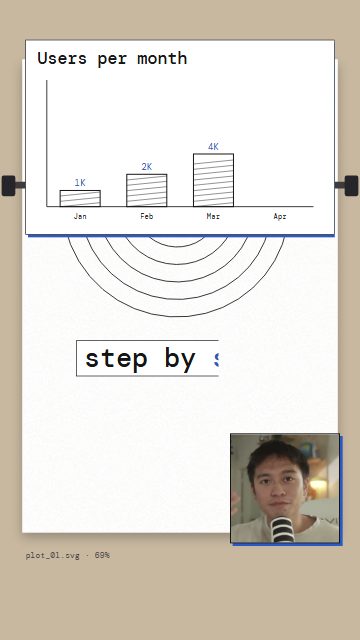 Users per month
4K
2K
1K
Jan Feb Mar Apr
step by
plot_01.svg · 69%